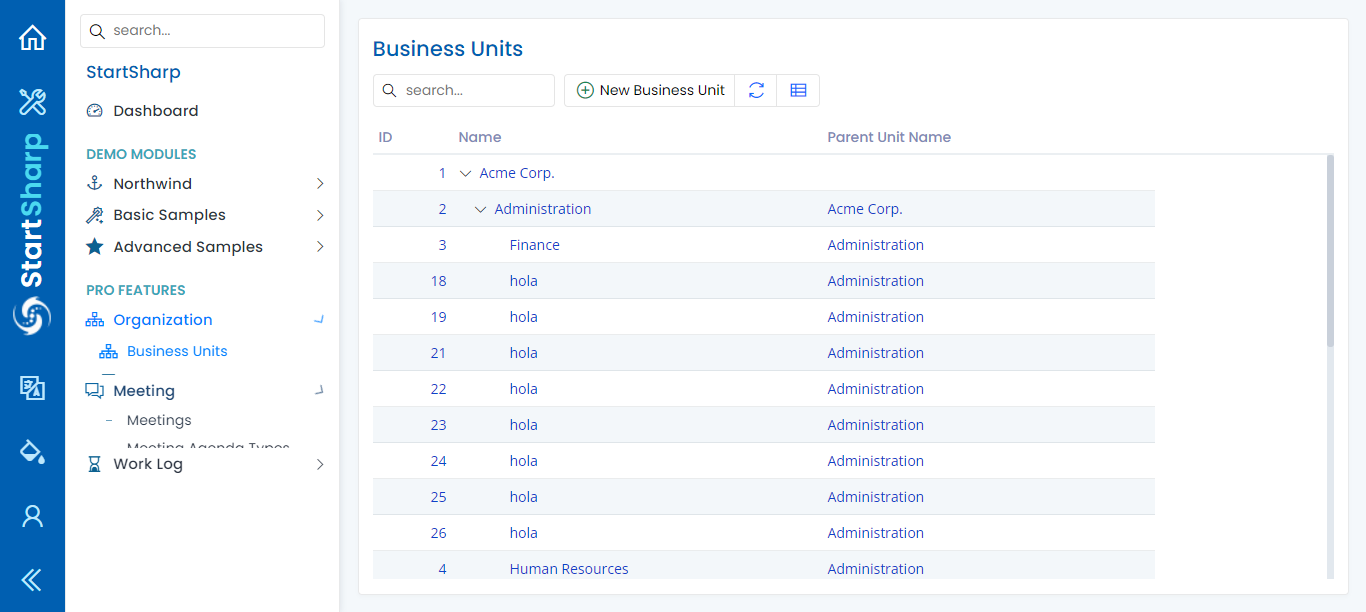 StartSharp
search...
StartSharp
Dashboard
DEMO MODULES
Northwind
Basic Samples
Advanced Samples
PRO FEATURES
Organization
Business Units
Meeting
Meetings
Meeting Agenda Types
Work Log
Business Units
search...
New Business Unit
ID Name Parent Unit Name
1 Acme Corp.
2 Administration Acme Corp.
3 Finance Administration
18 hola Administration
19 hola Administration
21 hola Administration
22 hola Administration
23 hola Administration
24 hola Administration
25 hola Administration
26 hola Administration
4 Human Resources Administration